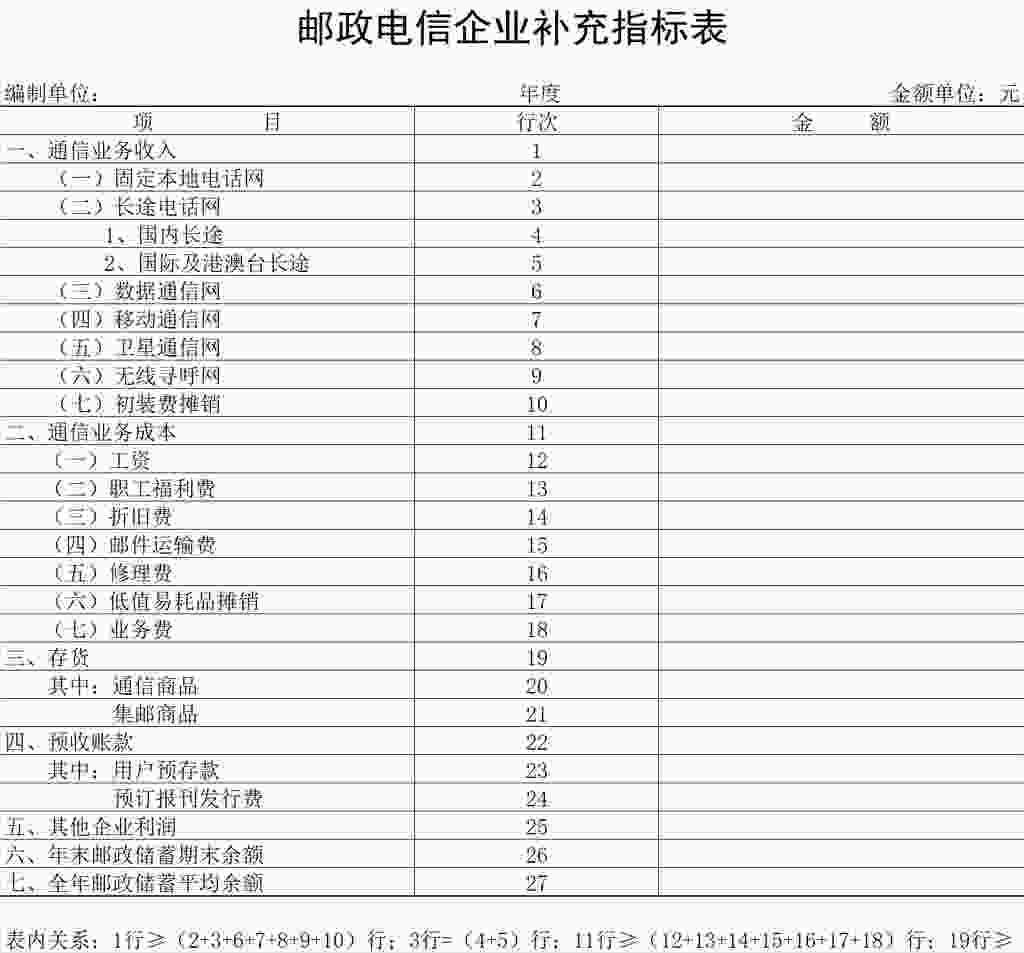 邮政电信企业补充指标表
编制单位： 年度 金额单位：元
项 目 行次 金 额
一、通信业务收入 1
（一）固定本地电话网 2
（二）长途电话网 3
1、国内长途 4
2、国际及港澳台长途 5
（三）数据通信网 6
（四）移动通信网 7
（五）卫星通信网 8
（六）无线寻呼网 9
（七）初装费摊销 10
二、通信业务成本 11
（一）工资 12
（二）职工福利费 13
（三）折旧费 14
（四）邮件运输费 15
（五）修理费 16
（六）低值易耗品摊销 17
（七）业务费 18
三、存货 19
其中：通信商品 20
集邮商品 21
四、预收账款 22
其中：用户预存款 23
预订报刊发行费 24
五、其他企业利润 25
六、年末邮政储蓄期末余额 26
七、全年邮政储蓄平均余额 27
表内关系：1行≥（2+3+6+7+8+9+10）行；3行=（4+5）行；11行≥（12+13+14+15+16+17+18）行；19行≥